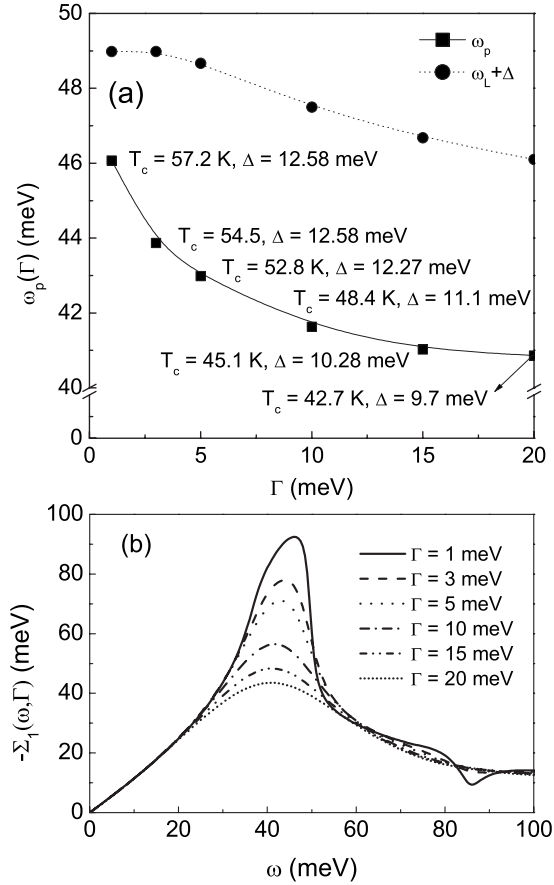 50
(a)
ω_p
ω_L+Δ
48
T_c = 57.2 K, Δ = 12.58 meV
46
T_c = 54.5, Δ = 12.58 meV
44
T_c = 52.8 K, Δ = 12.27 meV
T_c = 48.4 K, Δ = 11.1 meV
42
T_c = 45.1 K, Δ = 10.28 meV
T_c = 42.7 K, Δ = 9.7 meV
40
0
ω_p(Γ) (meV)
0 5 10 15 20
Γ (meV)
100
(b)
Γ = 1 meV
Γ = 3 meV
Γ = 5 meV
Γ = 10 meV
Γ = 15 meV
Γ = 20 meV
80
60
40
20
0
-Σ_1(ω,Γ) (meV)
0 20 40 60 80 100
ω (meV)